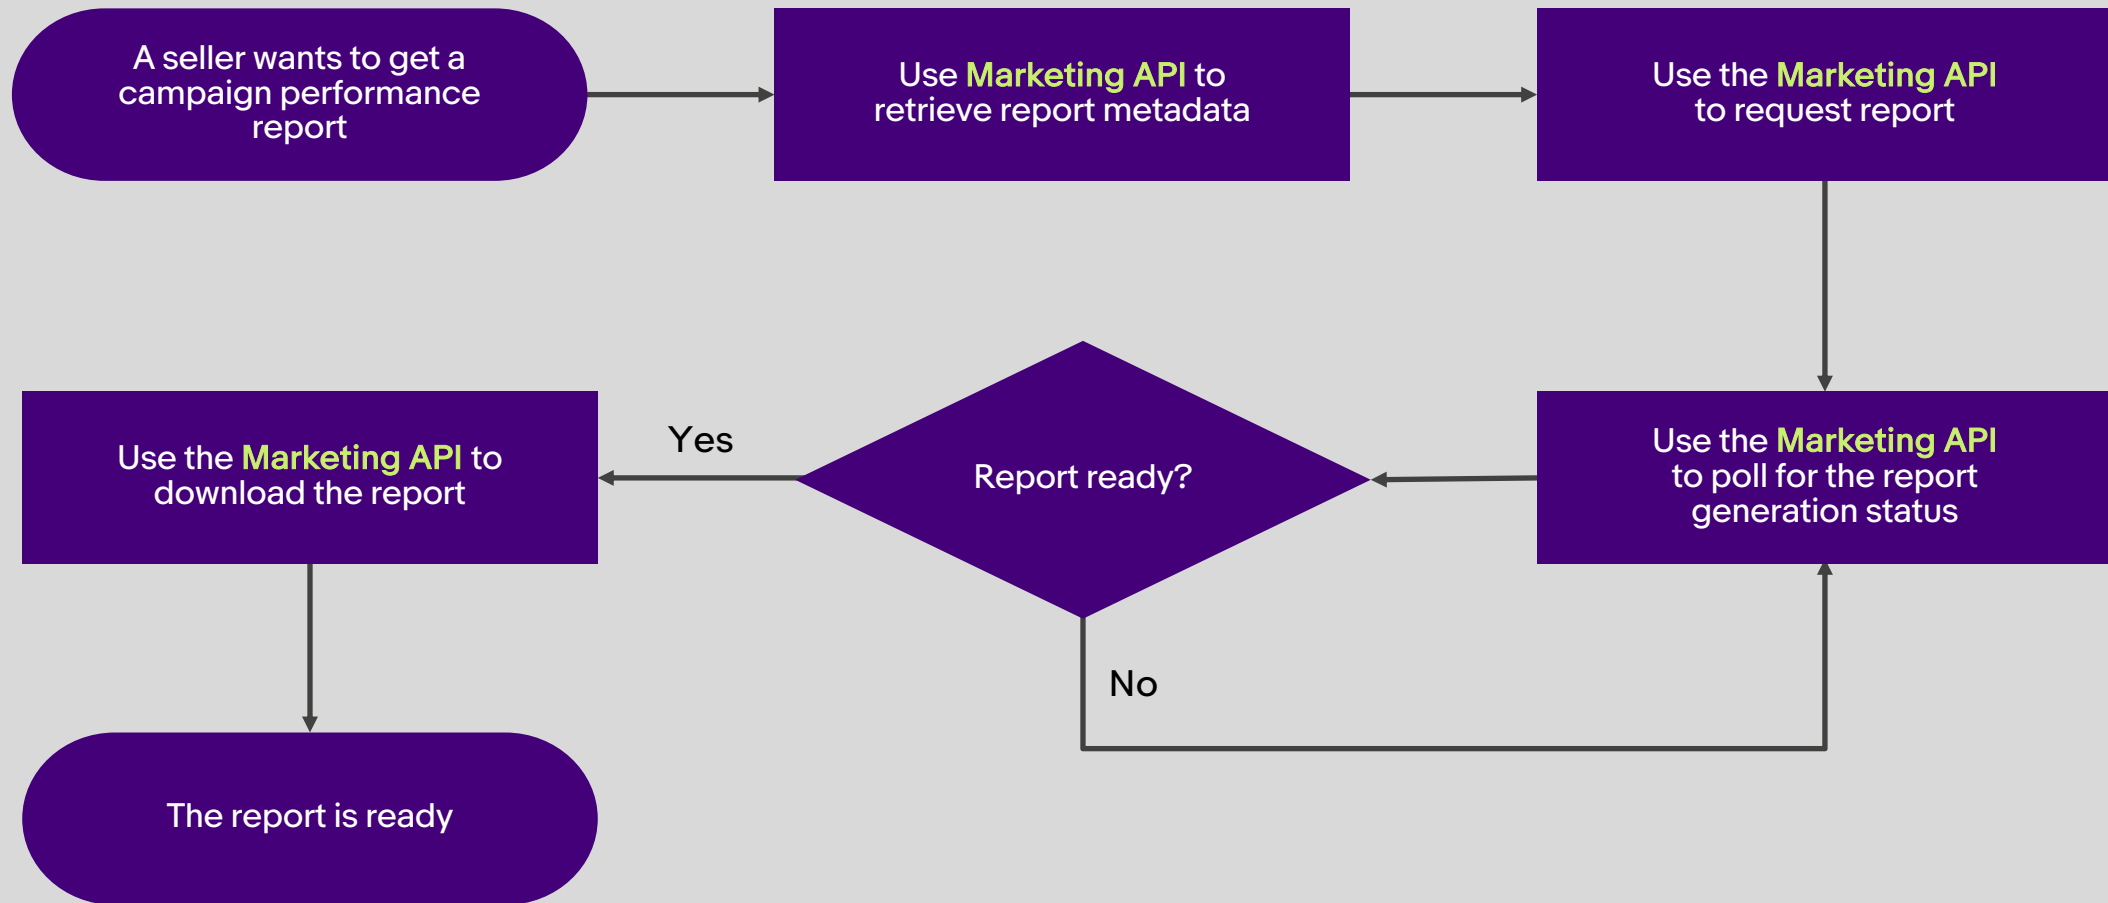 A seller wants to get a
campaign performance
report
Use Marketing API to
retrieve report metadata
Use the Marketing API
to request report
Use the Marketing API
to poll for the report
generation status
Report ready?
Yes
No
Use the Marketing API to
download the report
The report is ready